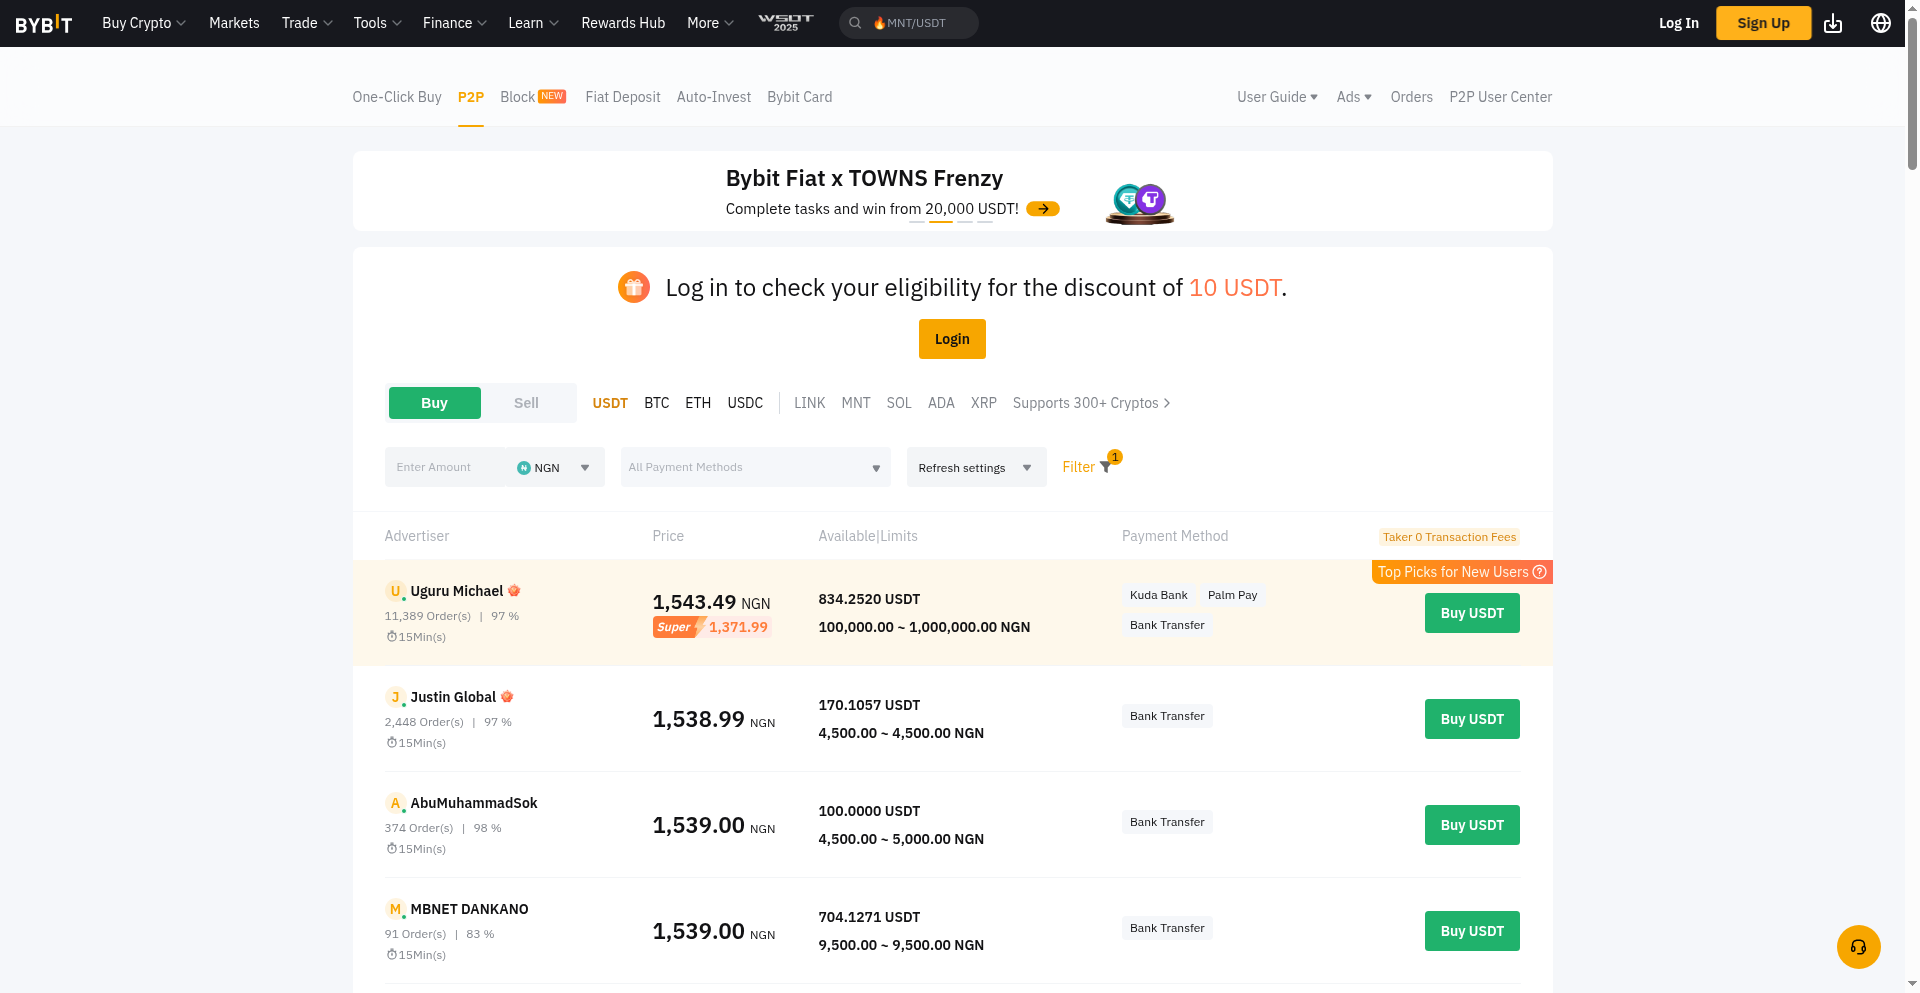 BYBIT Buy Crypto Markets Trade Tools Finance Learn Rewards Hub More WSOT 2025 MNT/USDT Log In Sign Up
One-Click Buy P2P Block NEW Fiat Deposit Auto-Invest Bybit Card User Guide Ads Orders P2P User Center
Bybit Fiat x TOWNS Frenzy
Complete tasks and win from 20,000 USDT!
Log in to check your eligibility for the discount of 10 USDT.
Login
Buy Sell USDT BTC ETH USDC LINK MNT SOL ADA XRP Supports 300+ Cryptos
Enter Amount NGN All Payment Methods Refresh settings Filter 1
Advertiser Price Available|Limits Payment Method Taker 0 Transaction Fees
Top Picks for New Users
U Uguru Michael
11,389 Order(s) | 97 %
15Min(s)
1,543.49 NGN
Super 1,371.99
834.2520 USDT
100,000.00 ~ 1,000,000.00 NGN
Kuda Bank Palm Pay
Bank Transfer
Buy USDT
J Justin Global
2,448 Order(s) | 97 %
15Min(s)
1,538.99 NGN
170.1057 USDT
4,500.00 ~ 4,500.00 NGN
Bank Transfer
Buy USDT
A AbuMuhammadSok
374 Order(s) | 98 %
15Min(s)
1,539.00 NGN
100.0000 USDT
4,500.00 ~ 5,000.00 NGN
Bank Transfer
Buy USDT
M MBNET DANKANO
91 Order(s) | 83 %
15Min(s)
1,539.00 NGN
704.1271 USDT
9,500.00 ~ 9,500.00 NGN
Bank Transfer
Buy USDT